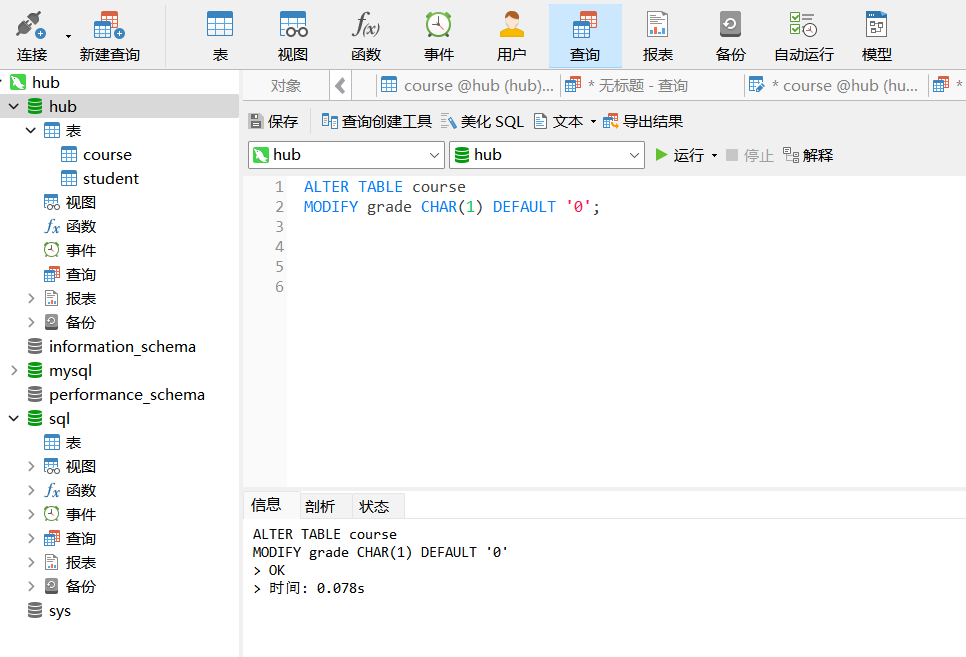 连接 新建查询 表 视图 函数 事件 用户 查询 报表 备份 自动运行 模型
hub
hub
表
course
student
视图
函数
事件
查询
报表
备份
information_schema
mysql
performance_schema
sql
表
视图
函数
事件
查询
报表
备份
sys
对象 course @hub (hub)... * 无标题 - 查询 * course @hub (hu... *
保存 查询创建工具 美化 SQL 文本 导出结果
hub hub 运行 停止 解释
1 ALTER TABLE course
2 MODIFY grade CHAR(1) DEFAULT '0';
3
4
5
6
信息 剖析 状态
ALTER TABLE course
MODIFY grade CHAR(1) DEFAULT '0'
> OK
> 时间: 0.078s